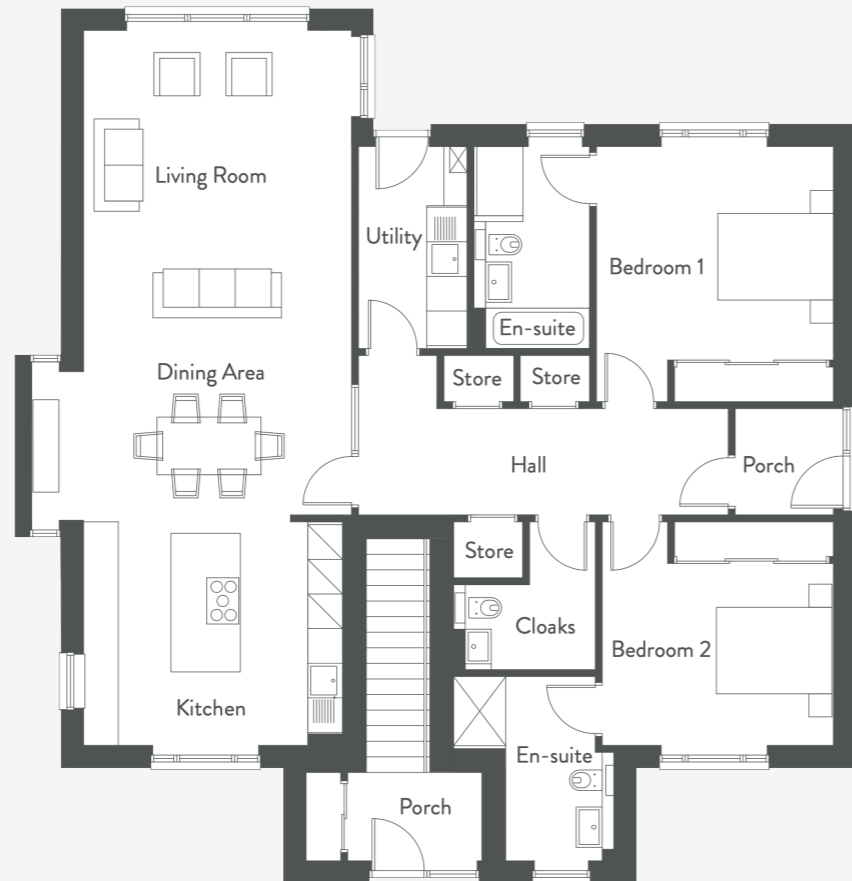 Living Room
Utility
Bedroom 1
En-suite
Dining Area
Store
Store
Hall
Porch
Store
Cloaks
Bedroom 2
Kitchen
En-suite
Porch